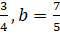 3/4, b = 7/5